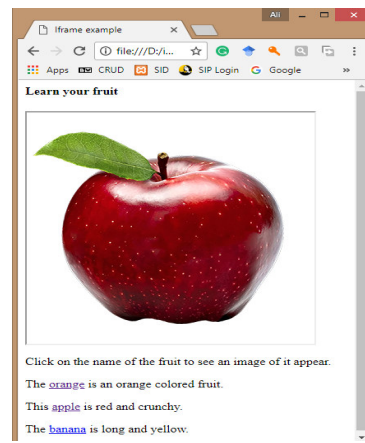 Ali
Iframe example
file:///D:/i...
Apps CRUD SID SIP Login Google »
Learn your fruit
Click on the name of the fruit to see an image of it appear.
The orange is an orange colored fruit.
This apple is red and crunchy.
The banana is long and yellow.